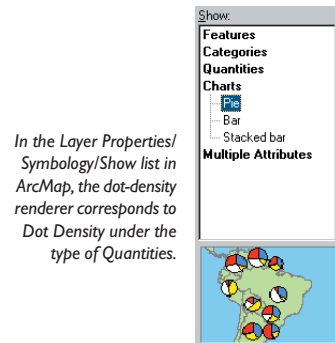 In the Layer Properties/
Symbology/Show list in
ArcMap, the dot-density
renderer corresponds to
Dot Density under the
type of Quantities.
Show:
Features
Categories
Quantities
Charts
Pie
Bar
Stacked bar
Multiple Attributes